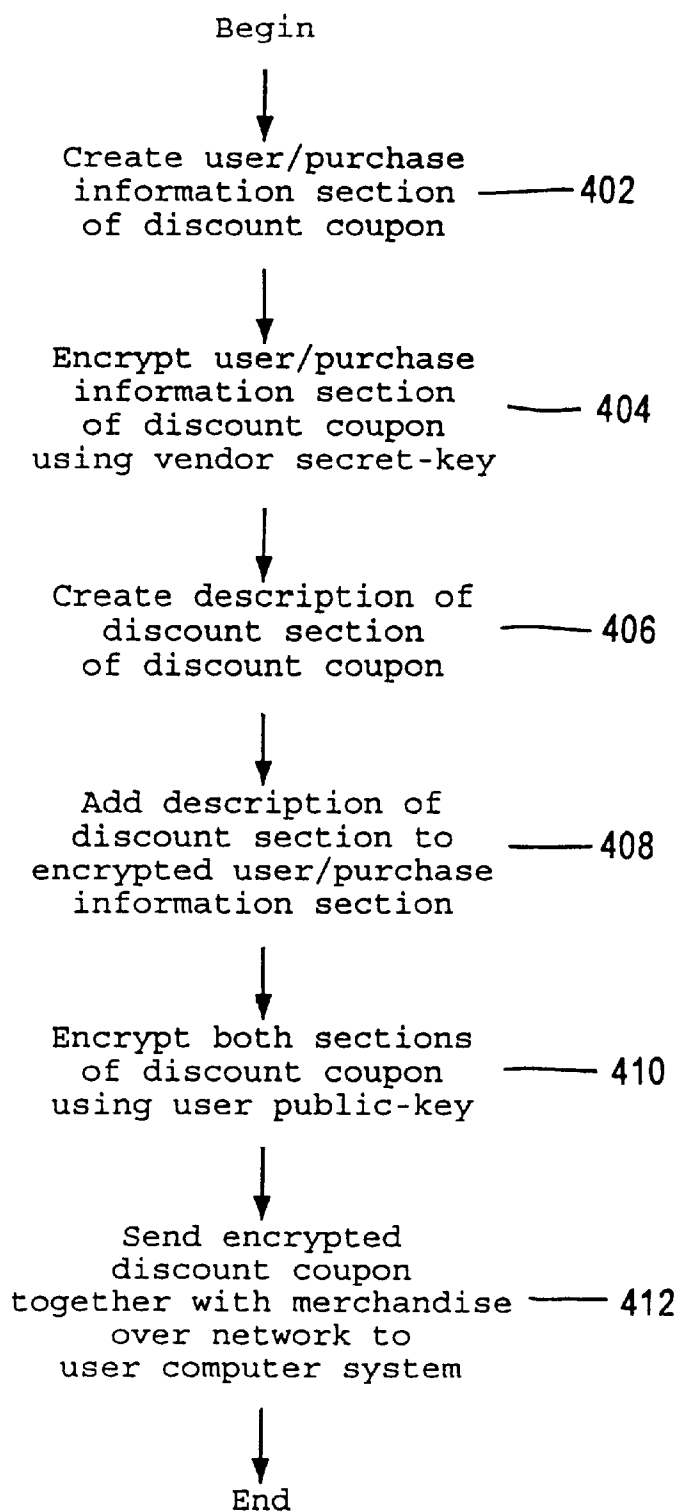 Begin
Create user/purchase
information section
of discount coupon
402
Encrypt user/purchase
information section
of discount coupon
using vendor secret-key
404
Create description of
discount section
of discount coupon
406
Add description of
discount section to
encrypted user/purchase
information section
408
Encrypt both sections
of discount coupon
using user public-key
410
Send encrypted
discount coupon
together with merchandise
over network to
user computer system
412
End